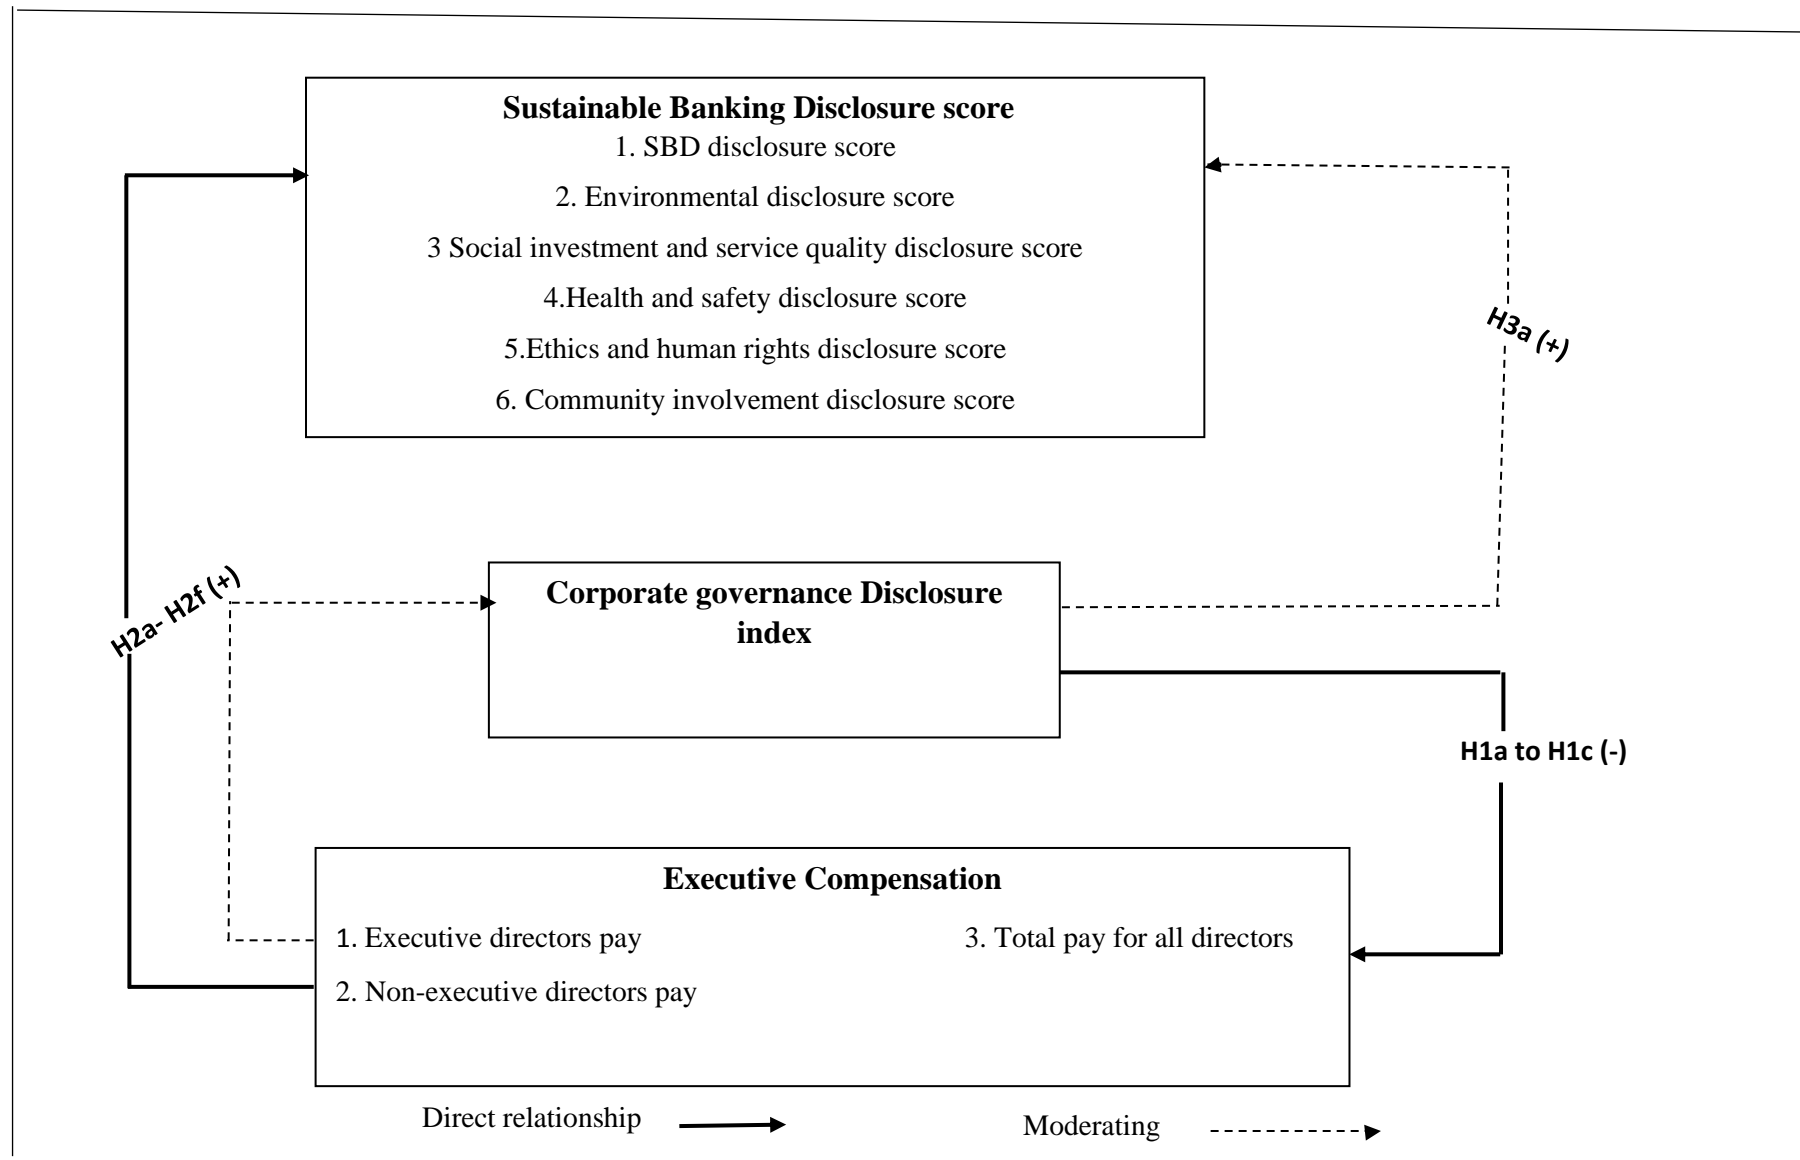 Sustainable Banking Disclosure score
1. SBD disclosure score
2. Environmental disclosure score
3 Social investment and service quality disclosure score
4.Health and safety disclosure score
5.Ethics and human rights disclosure score
6. Community involvement disclosure score
H3a (+)
H2a- H2f (+)
Corporate governance Disclosure
index
H1a to H1c (-)
Executive Compensation
1. Executive directors pay
3. Total pay for all directors
2. Non-executive directors pay
Direct relationship
Moderating